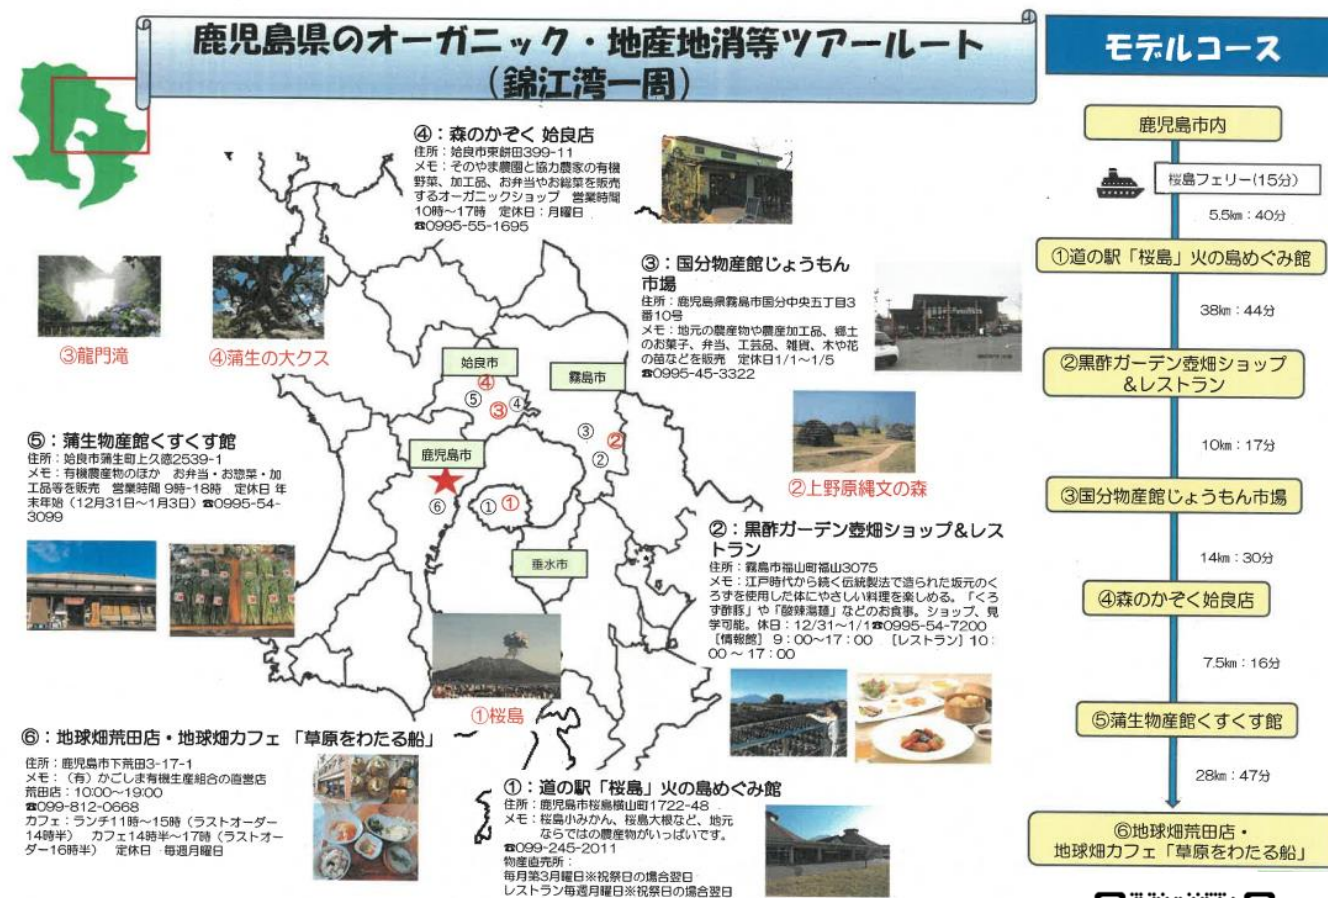 鹿児島県のオーガニック・地産地消等ツアールート
（錦江湾一周）
④：森のかぞく 姶良店
住所：姶良市東餅田399-11
メモ：そのやま農園と協力農家の有機
野菜、加工品、お弁当やお総菜を販売
するオーガニックショップ 営業時間
10時～17時 定休日：月曜日
☎0995-55-1695
③：国分物産館じょうもん
市場
住所：鹿児島県霧島市国分中央五丁目3
番10号
メモ：地元の農産物や農産加工品、郷土
のお菓子、弁当、工芸品、雑貨、木や花
の苗などを販売 定休日1/1～1/5
☎0995-45-3322
③龍門滝
④蒲生の大クス
姶良市
霧島市
鹿児島市
垂水市
④
⑤
③
④
③
②
②
⑥
①
①
⑤：蒲生物産館くすくす館
住所：姶良市蒲生町上久徳2539-1
メモ：有機農産物のほか お弁当・お惣菜・加
工品等を販売 営業時間 9時-18時 定休日 年
末年始（12月31日～1月3日）☎0995-54-
3099
②上野原縄文の森
②：黒酢ガーデン壺畑ショップ&レス
トラン
住所：霧島市福山町福山3075
メモ：江戸時代から続く伝統製法で造られた坂元のく
ろずを使用した体にやさしい料理を楽しめる。「くろ
ず酢豚」や「酸辣湯麺」などのお食事。ショップ、見
学可能。休日：12/31～1/1☎0995-54-7200
［情報館］ 9：00～17：00 ［レストラン］10：
00 ～ 17：00
①桜島
⑥：地球畑荒田店・地球畑カフェ 「草原をわたる船」
住所：鹿児島市下荒田3-17-1
メモ：（有）かごしま有機生産組合の直営店
荒田店：10:00～19:00
☎099-812-0668
カフェ：ランチ11時～15時（ラストオーダー
14時半） カフェ14時半～17時（ラストオー
ダー16時半） 定休日 毎週月曜日
①：道の駅「桜島」火の島めぐみ館
住所：鹿児島市桜島横山町1722-48
メモ：桜島小みかん、桜島大根など、地元
ならではの農産物がいっぱいです。
☎099-245-2011
物産直売所：
毎月第3月曜日※祝祭日の場合翌日
レストラン毎週月曜日※祝祭日の場合翌日
モデルコース
鹿児島市内
桜島フェリー(15分)
5.5㎞：40分
①道の駅「桜島」火の島めぐみ館
38㎞：44分
②黒酢ガーデン壺畑ショップ
&レストラン
10㎞：17分
③国分物産館じょうもん市場
14㎞：30分
④森のかぞく姶良店
7.5㎞：16分
⑤蒲生物産館くすくす館
28㎞：47分
⑥地球畑荒田店・
地球畑カフェ「草原をわたる船」